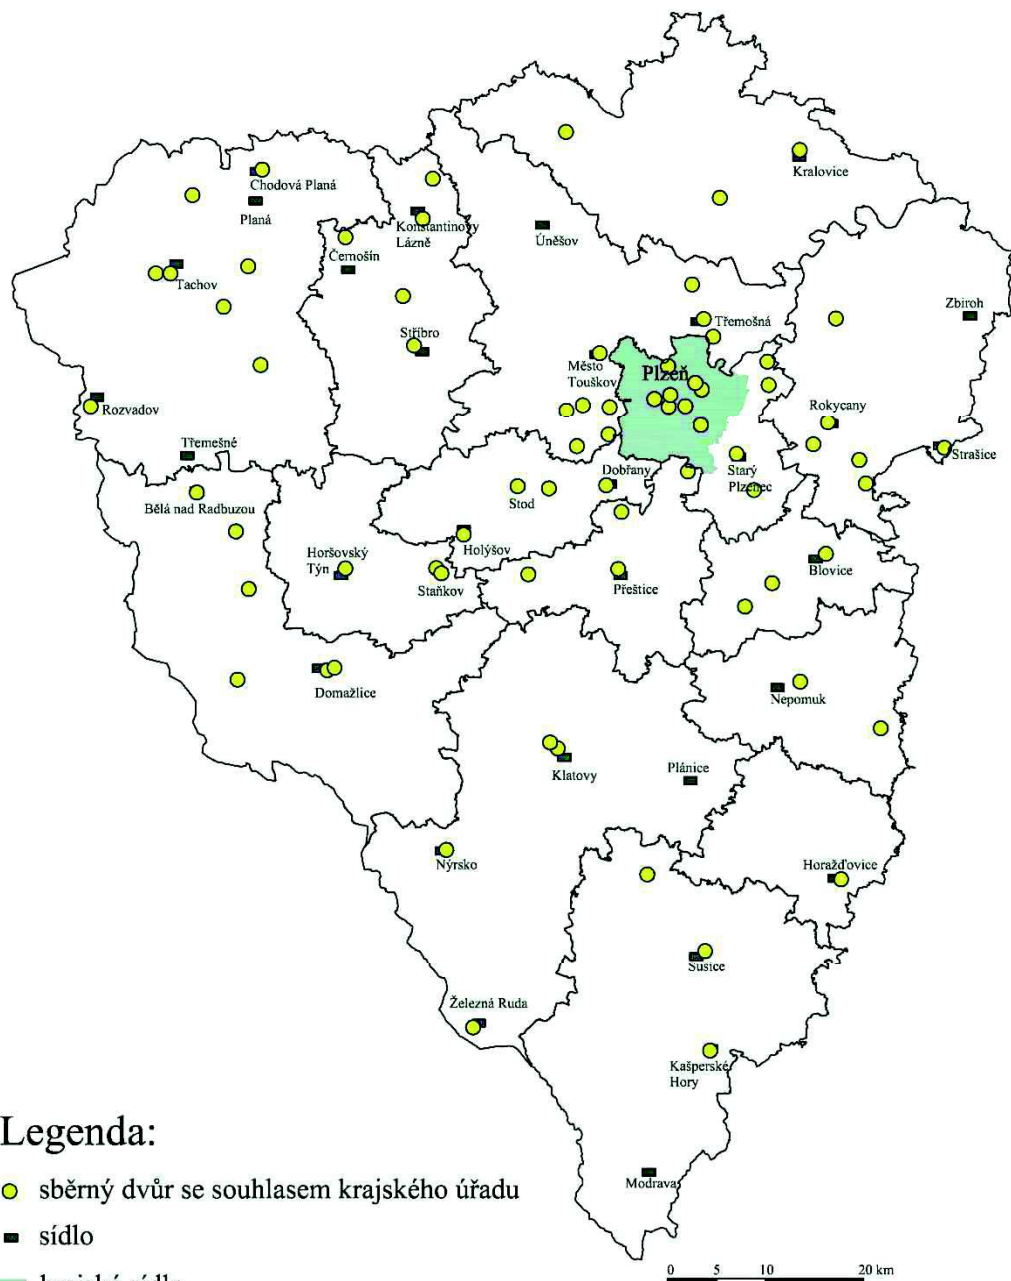 Chodová Planá
Planá
Konstantinovy
Lázně
Kralovice
Úněšov
Černošín
Tachov
Zbiroh
Třemošná
Stříbro
Město
Touškov
Plzeň
Rozvadov
Rokycany
Třemešné
Strašice
Dobřany
Starý
Plzenec
Bělá nad Radbuzou
Stod
Holýšov
Horšovský
Týn
Staňkov
Přeštice
Blovice
Domažlice
Nepomuk
Klatovy
Plánice
Nýrsko
Horažďovice
Sušice
Železná Ruda
Kašperské
Hory
Modrava
Legenda:
sběrný dvůr se souhlasem krajského úřadu
sídlo
krajské sídlo
0 5 10 20 km